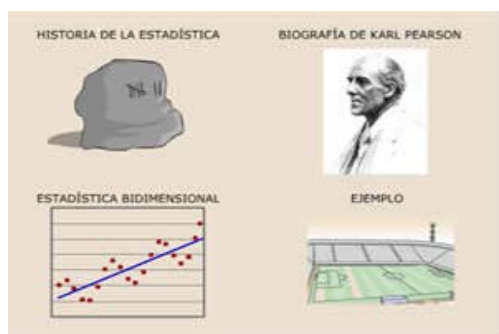 HISTORIA DE LA ESTADÍSTICA
BIOGRAFÍA DE KARL PEARSON
ESTADÍSTICA BIDIMENSIONAL
EJEMPLO